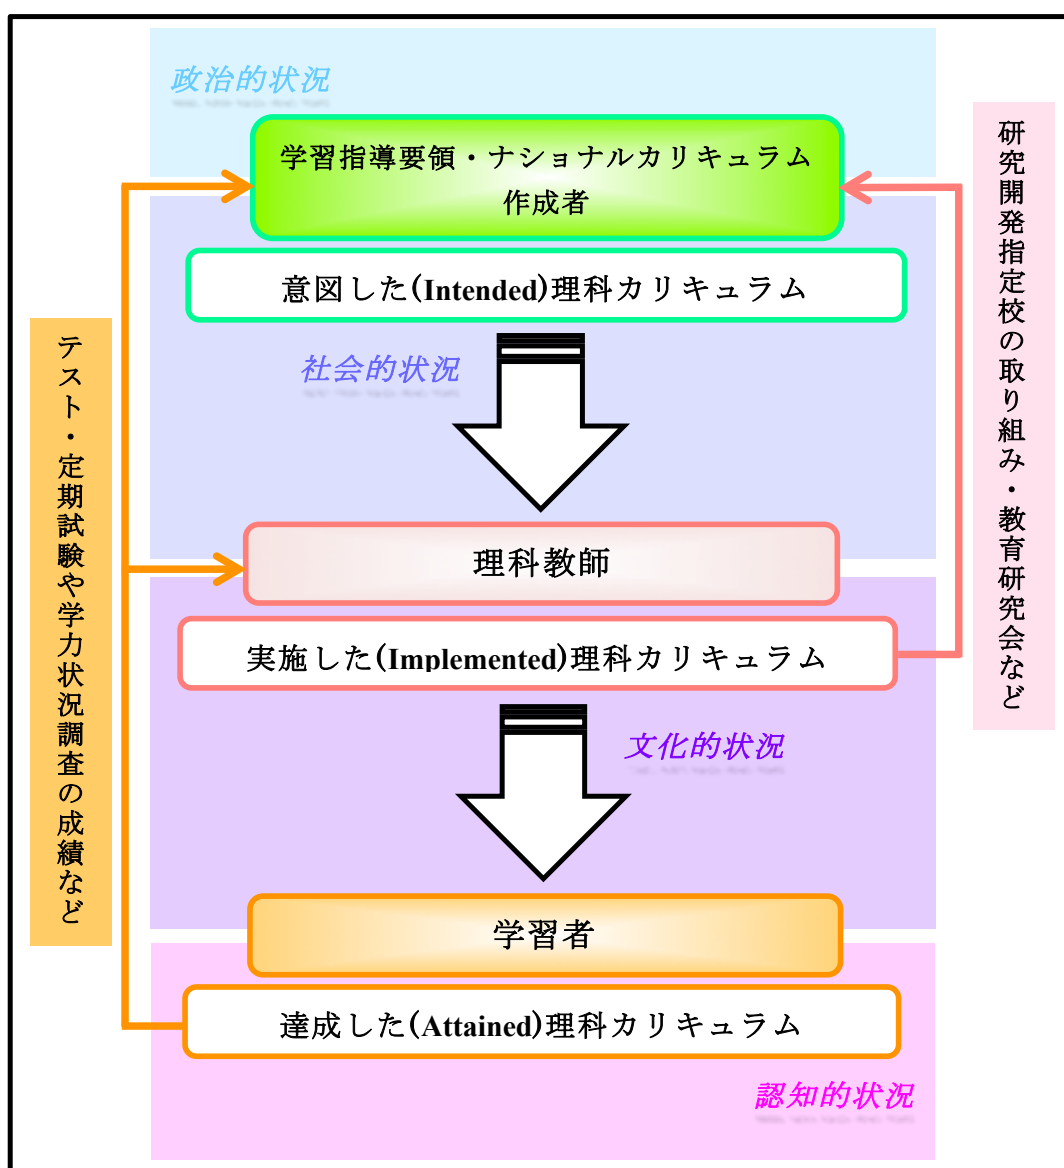 政治的状況
学習指導要領・ナショナルカリキュラム
作成者
意図した(Intended)理科カリキュラム
社会的状況
理科教師
実施した(Implemented)理科カリキュラム
文化的状況
学習者
達成した(Attained)理科カリキュラム
認知的状況
テスト・定期試験や学力状況調査の成績など
研究開発指定校の取り組み・教育研究会など